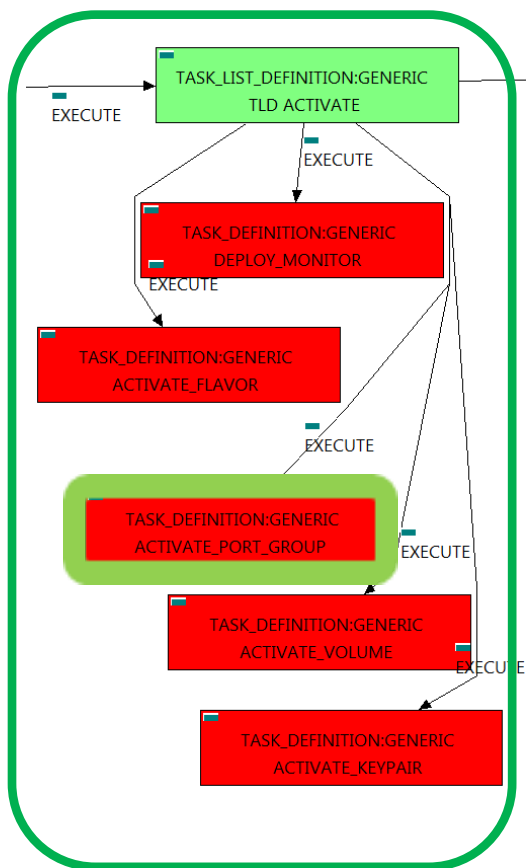 TASK_LIST_DEFINITION:GENERIC
TLD ACTIVATE
EXECUTE
EXECUTE
TASK_DEFINITION:GENERIC
DEPLOY_MONITOR
EXECUTE
TASK_DEFINITION:GENERIC
ACTIVATE_FLAVOR
EXECUTE
TASK_DEFINITION:GENERIC
ACTIVATE_PORT_GROUP
EXECUTE
TASK_DEFINITION:GENERIC
ACTIVATE_VOLUME
EXECUTE
TASK_DEFINITION:GENERIC
ACTIVATE_KEYPAIR